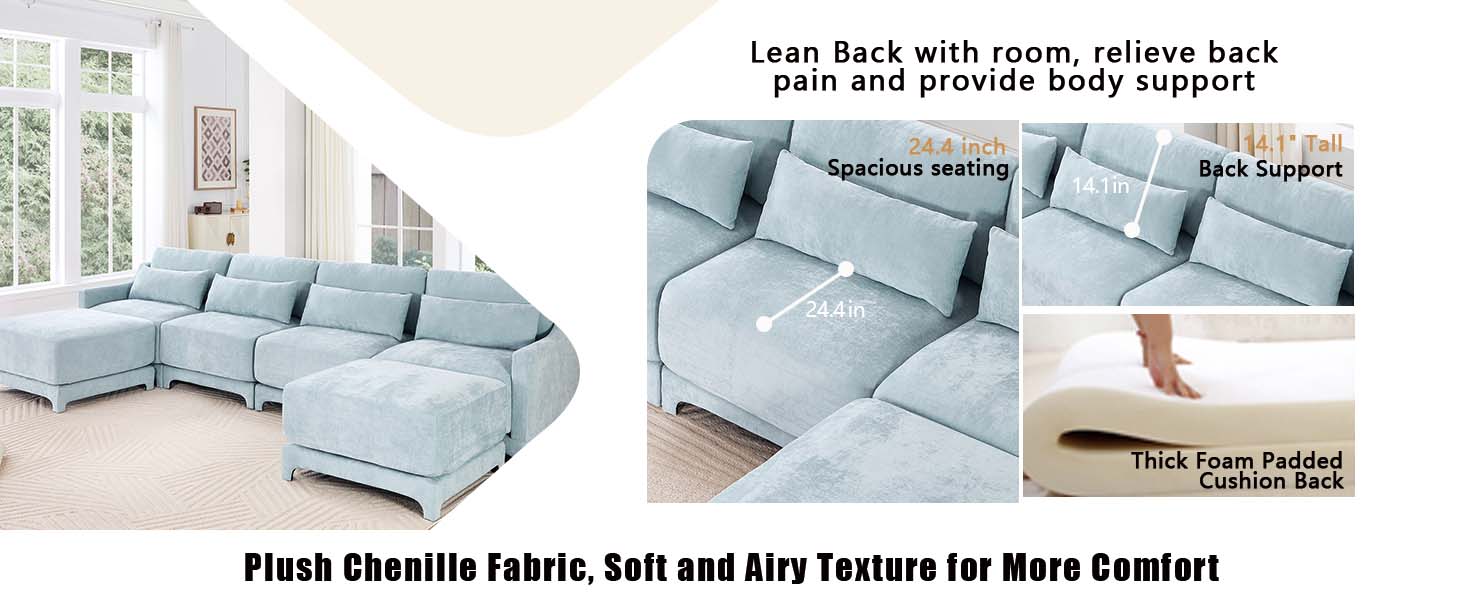 Lean Back with room, relieve back
pain and provide body support
24.4 inch
Spacious seating
24.4in
14.1" Tall
Back Support
14.1in
Thick Foam Padded
Cushion Back
Plush Chenille Fabric, Soft and Airy Texture for More Comfort